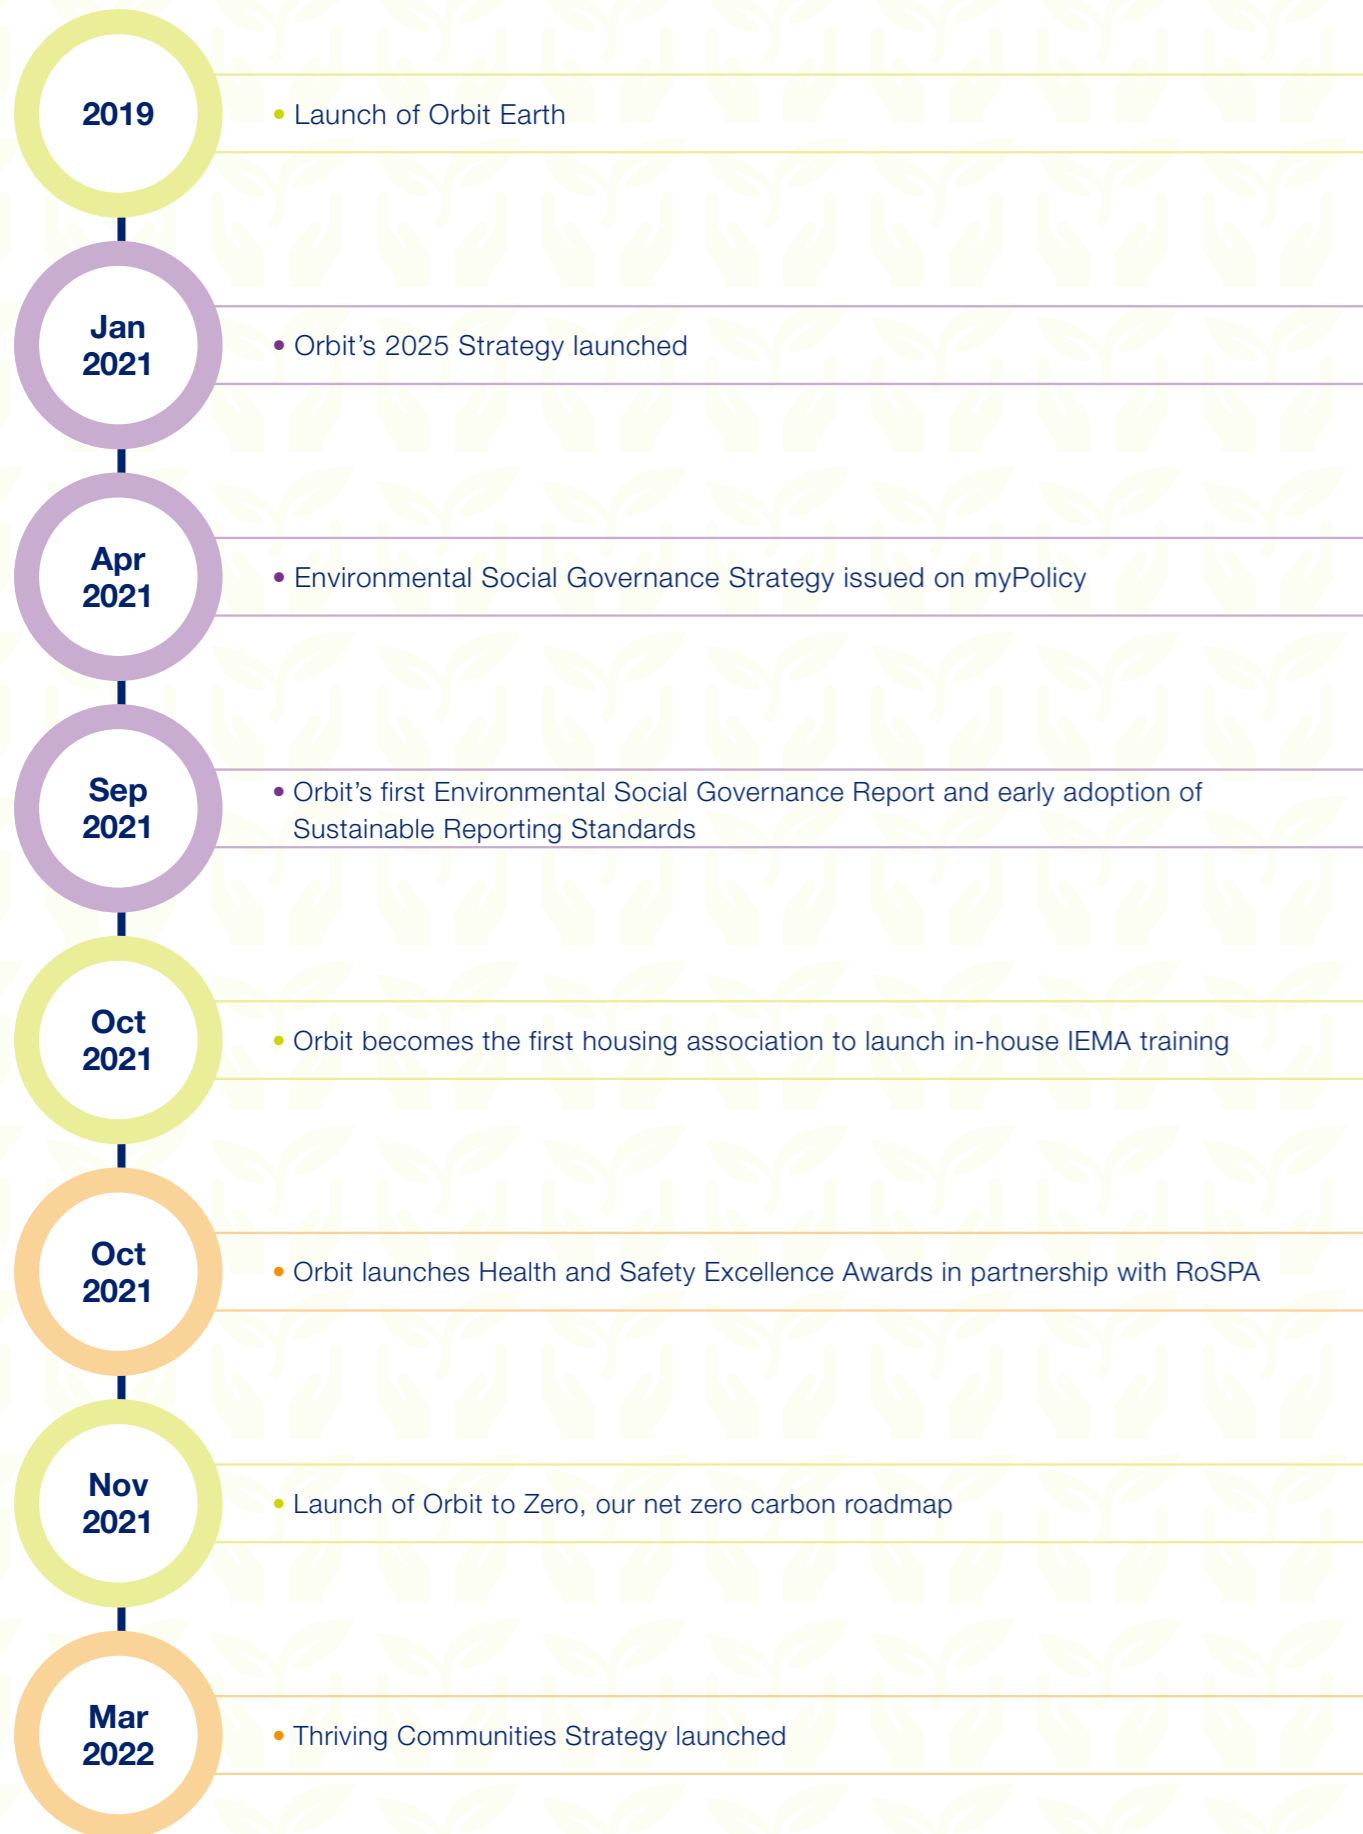 2019
• Launch of Orbit Earth
Jan
2021
• Orbit's 2025 Strategy launched
Apr
2021
• Environmental Social Governance Strategy issued on myPolicy
Sep
2021
• Orbit's first Environmental Social Governance Report and early adoption of
Sustainable Reporting Standards
Oct
2021
• Orbit becomes the first housing association to launch in-house IEMA training
Oct
2021
• Orbit launches Health and Safety Excellence Awards in partnership with RoSPA
Nov
2021
• Launch of Orbit to Zero, our net zero carbon roadmap
Mar
2022
• Thriving Communities Strategy launched